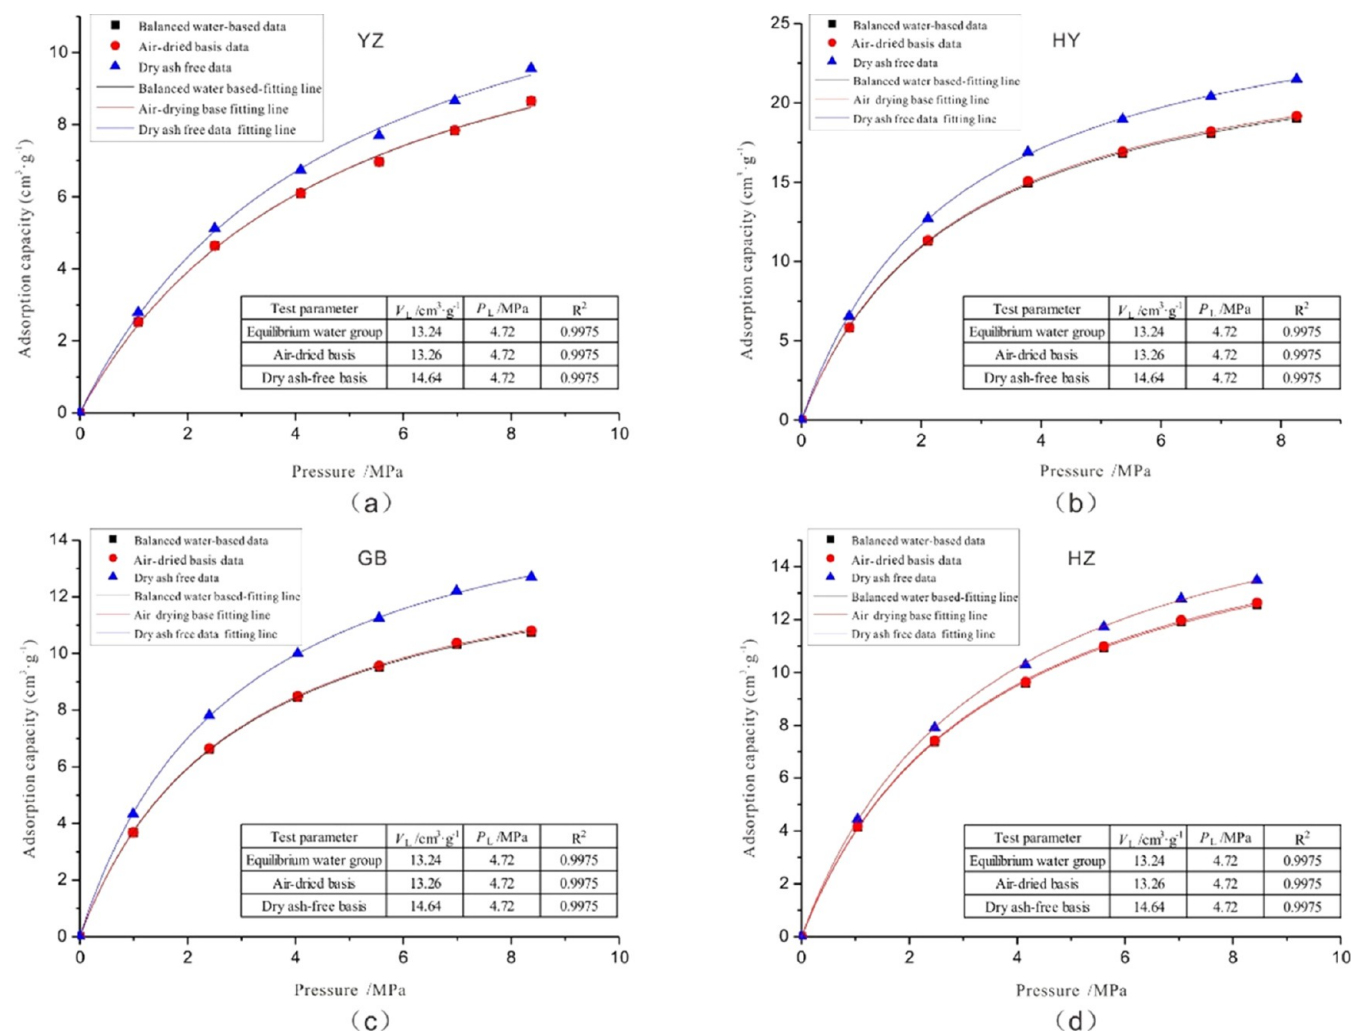 Balanced water-based data
Air-dried basis data
Dry ash free data
Balanced water based-fitting line
Air-drying base fitting line
Dry ash free data fitting line
YZ
Adsorption capacity (cm³·g⁻¹)
10
8
6
4
2
0
Test parameter V_L /cm³·g⁻¹ P_L /MPa R²
Equilibrium water group 13.24 4.72 0.9975
Air-dried basis 13.26 4.72 0.9975
Dry ash-free basis 14.64 4.72 0.9975
0 2 4 6 8 10
Pressure /MPa
(a)
Balanced water-based data
Air-dried basis data
Dry ash free data
Balanced water based-fitting line
Air drying base fitting line
Dry ash free data fitting line
HY
Adsorption capacity (cm³·g⁻¹)
25
20
15
10
5
0
Test parameter V_L /cm³·g⁻¹ P_L /MPa R²
Equilibrium water group 13.24 4.72 0.9975
Air-dried basis 13.26 4.72 0.9975
Dry ash-free basis 14.64 4.72 0.9975
0 2 4 6 8
Pressure /MPa
(b)
Balanced water-based data
Air-dried basis data
Dry ash free data
Balanced water based-fitting line
Air drying base fitting line
Dry ash free data fitting line
GB
Adsorption capacity (cm³·g⁻¹)
14
12
10
8
6
4
2
0
Test parameter V_L /cm³·g⁻¹ P_L /MPa R²
Equilibrium water group 13.24 4.72 0.9975
Air-dried basis 13.26 4.72 0.9975
Dry ash-free basis 14.64 4.72 0.9975
0 2 4 6 8 10
Pressure /MPa
(c)
Balanced water-based data
Air-dried basis data
Dry ash free data
Balanced water based-fitting line
Air drying base fitting line
Dry ash free data fitting line
HZ
Adsorption capacity (cm³·g⁻¹)
14
12
10
8
6
4
2
0
Test parameter V_L /cm³·g⁻¹ P_L /MPa R²
Equilibrium water group 13.24 4.72 0.9975
Air-dried basis 13.26 4.72 0.9975
Dry ash-free basis 14.64 4.72 0.9975
0 2 4 6 8 10
Pressure /MPa
(d)